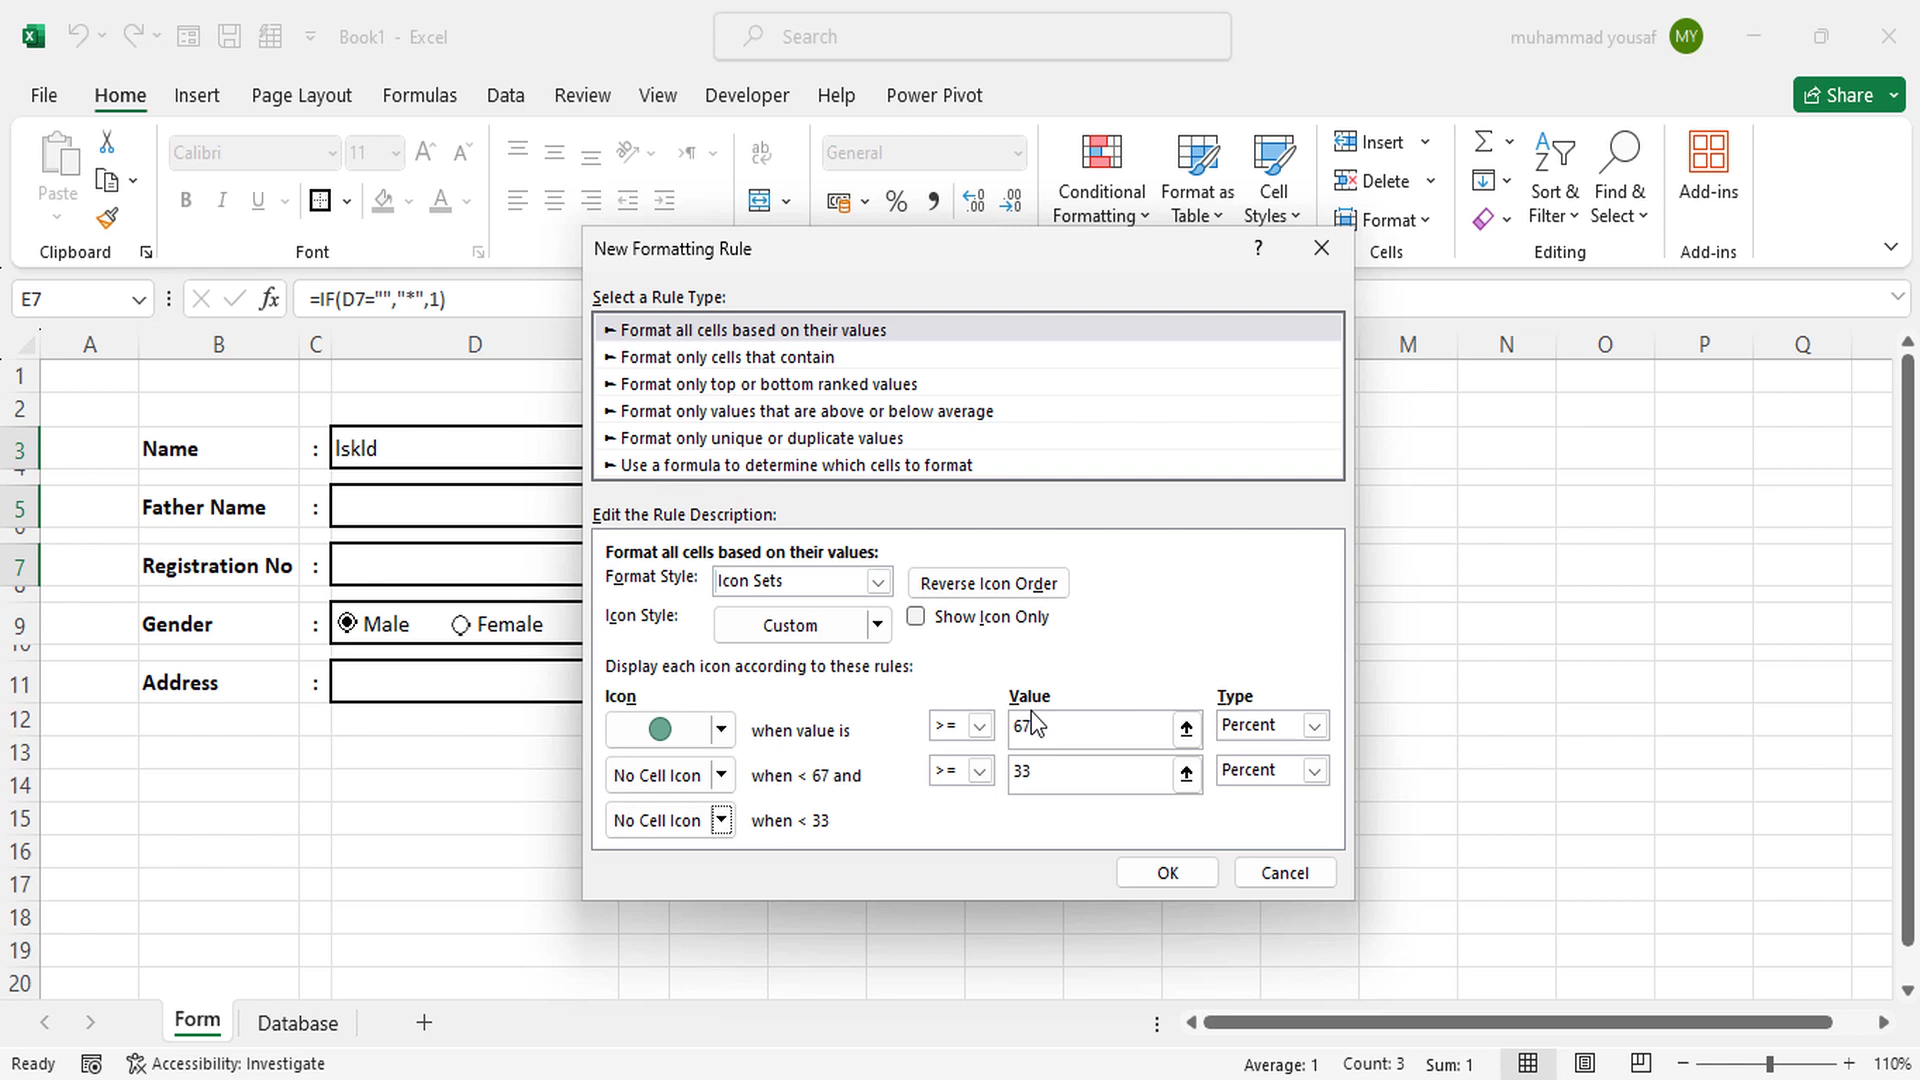 Book1 - Excel
Search
muhammad yousaf
MY
File
Home
Insert
Page Layout
Formulas
Data
Review
View
Developer
Help
Power Pivot
Share
Paste
Clipboard
Calibri
11
B
I
U
A
Font
ab
General
%
Conditional
Formatting
Format as
Table
Cell
Styles
Insert
Delete
Format
Cells
Sort &
Filter
Find &
Select
Editing
Add-ins
Add-ins
E7
fx
=IF(D7="","*",1)
A B C D M N O P Q
1
2
3 Name : lskld
4
5 Father Name :
6
7 Registration No :
8
9 Gender : Male Female
10
11 Address :
12
13
14
15
16
17
18
19
20
New Formatting Rule
?
Select a Rule Type:
► Format all cells based on their values
► Format only cells that contain
► Format only top or bottom ranked values
► Format only values that are above or below average
► Format only unique or duplicate values
► Use a formula to determine which cells to format
Edit the Rule Description:
Format all cells based on their values:
Format Style: Icon Sets Reverse Icon Order
Icon Style: Custom Show Icon Only
Display each icon according to these rules:
Icon Value Type
when value is >= 67 Percent
No Cell Icon when < 67 and >= 33 Percent
No Cell Icon when < 33
OK Cancel
Form
Database
Ready
Accessibility: Investigate
Average: 1 Count: 3 Sum: 1
110%